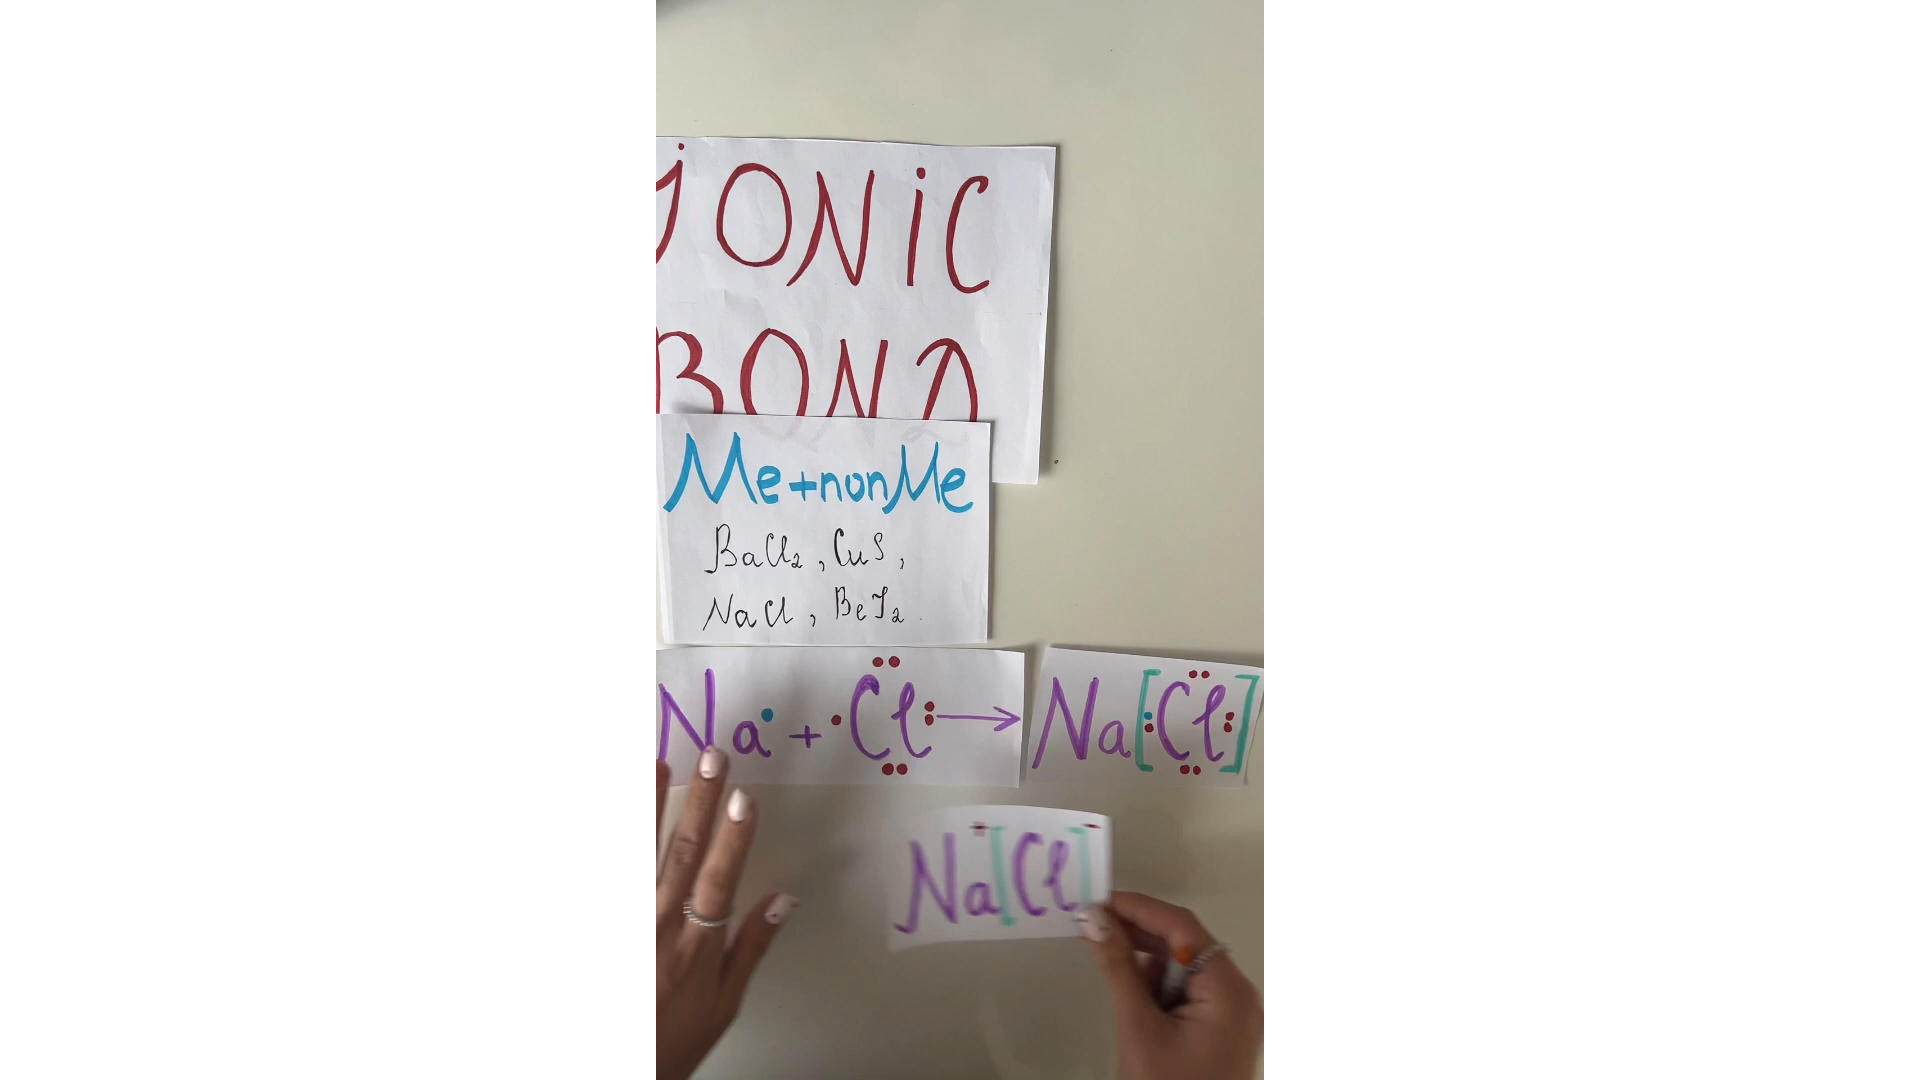 iONiC
BOND
Me+nonMe
BaCl₂, CuS,
NaCl, BeI₂.
Na• + •Cl: → Na[:Cl:]
Na⁺[Cl]⁻